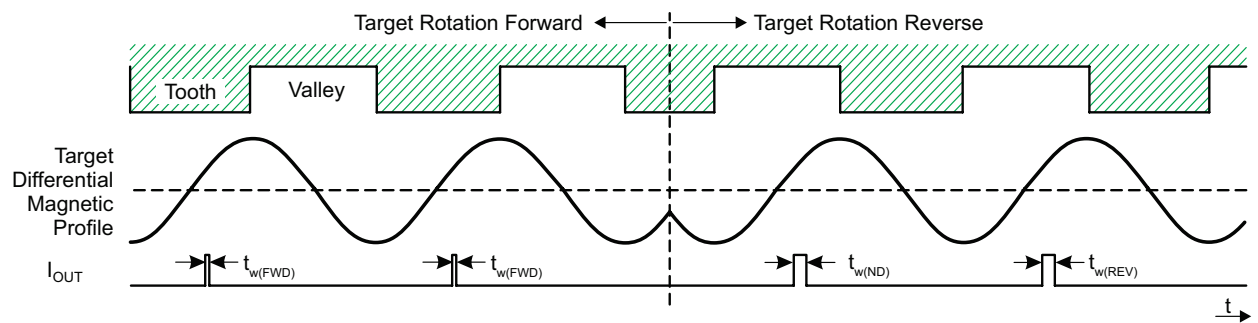 Target Rotation Forward
Target Rotation Reverse
Tooth
Valley
Target
Differential
Magnetic
Profile
I_OUT
t_w(FWD)
t_w(FWD)
t_w(ND)
t_w(REV)
t